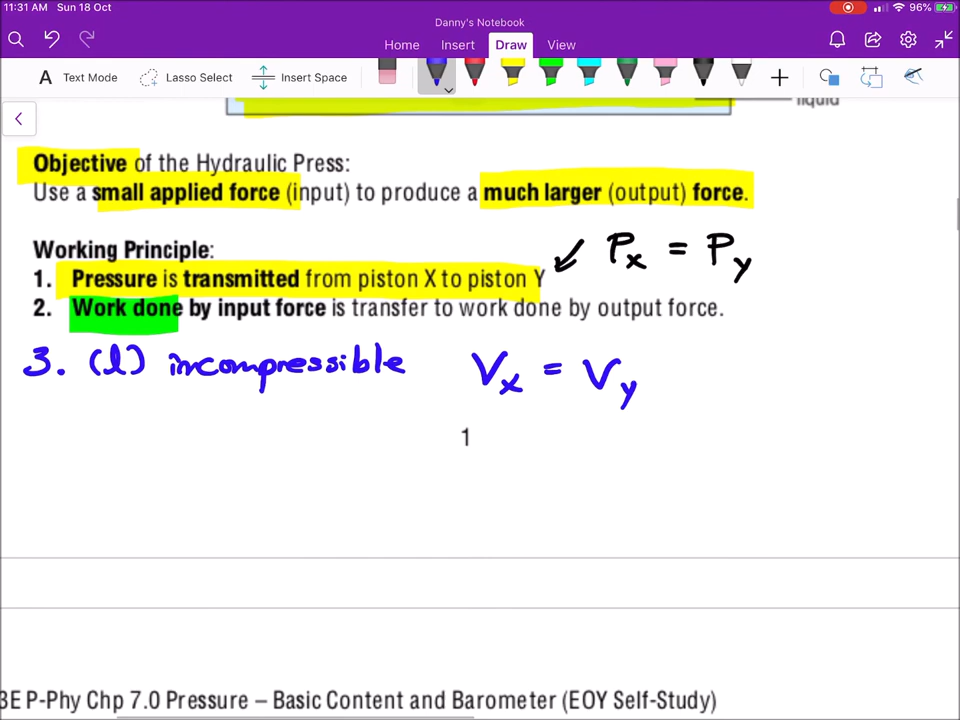 11:31 AM Sun 18 Oct
96%
Danny's Notebook
Home Insert Draw View
Text Mode Lasso Select Insert Space
liquid
Objective of the Hydraulic Press:
Use a small applied force (input) to produce a much larger (output) force.
Working Principle:
1. Pressure is transmitted from piston X to piston Y
Px = Py
2. Work done by input force is transfer to work done by output force.
3. (l) incompressible Vx = Vy
1
3E P-Phy Chp 7.0 Pressure – Basic Content and Barometer (EOY Self-Study)